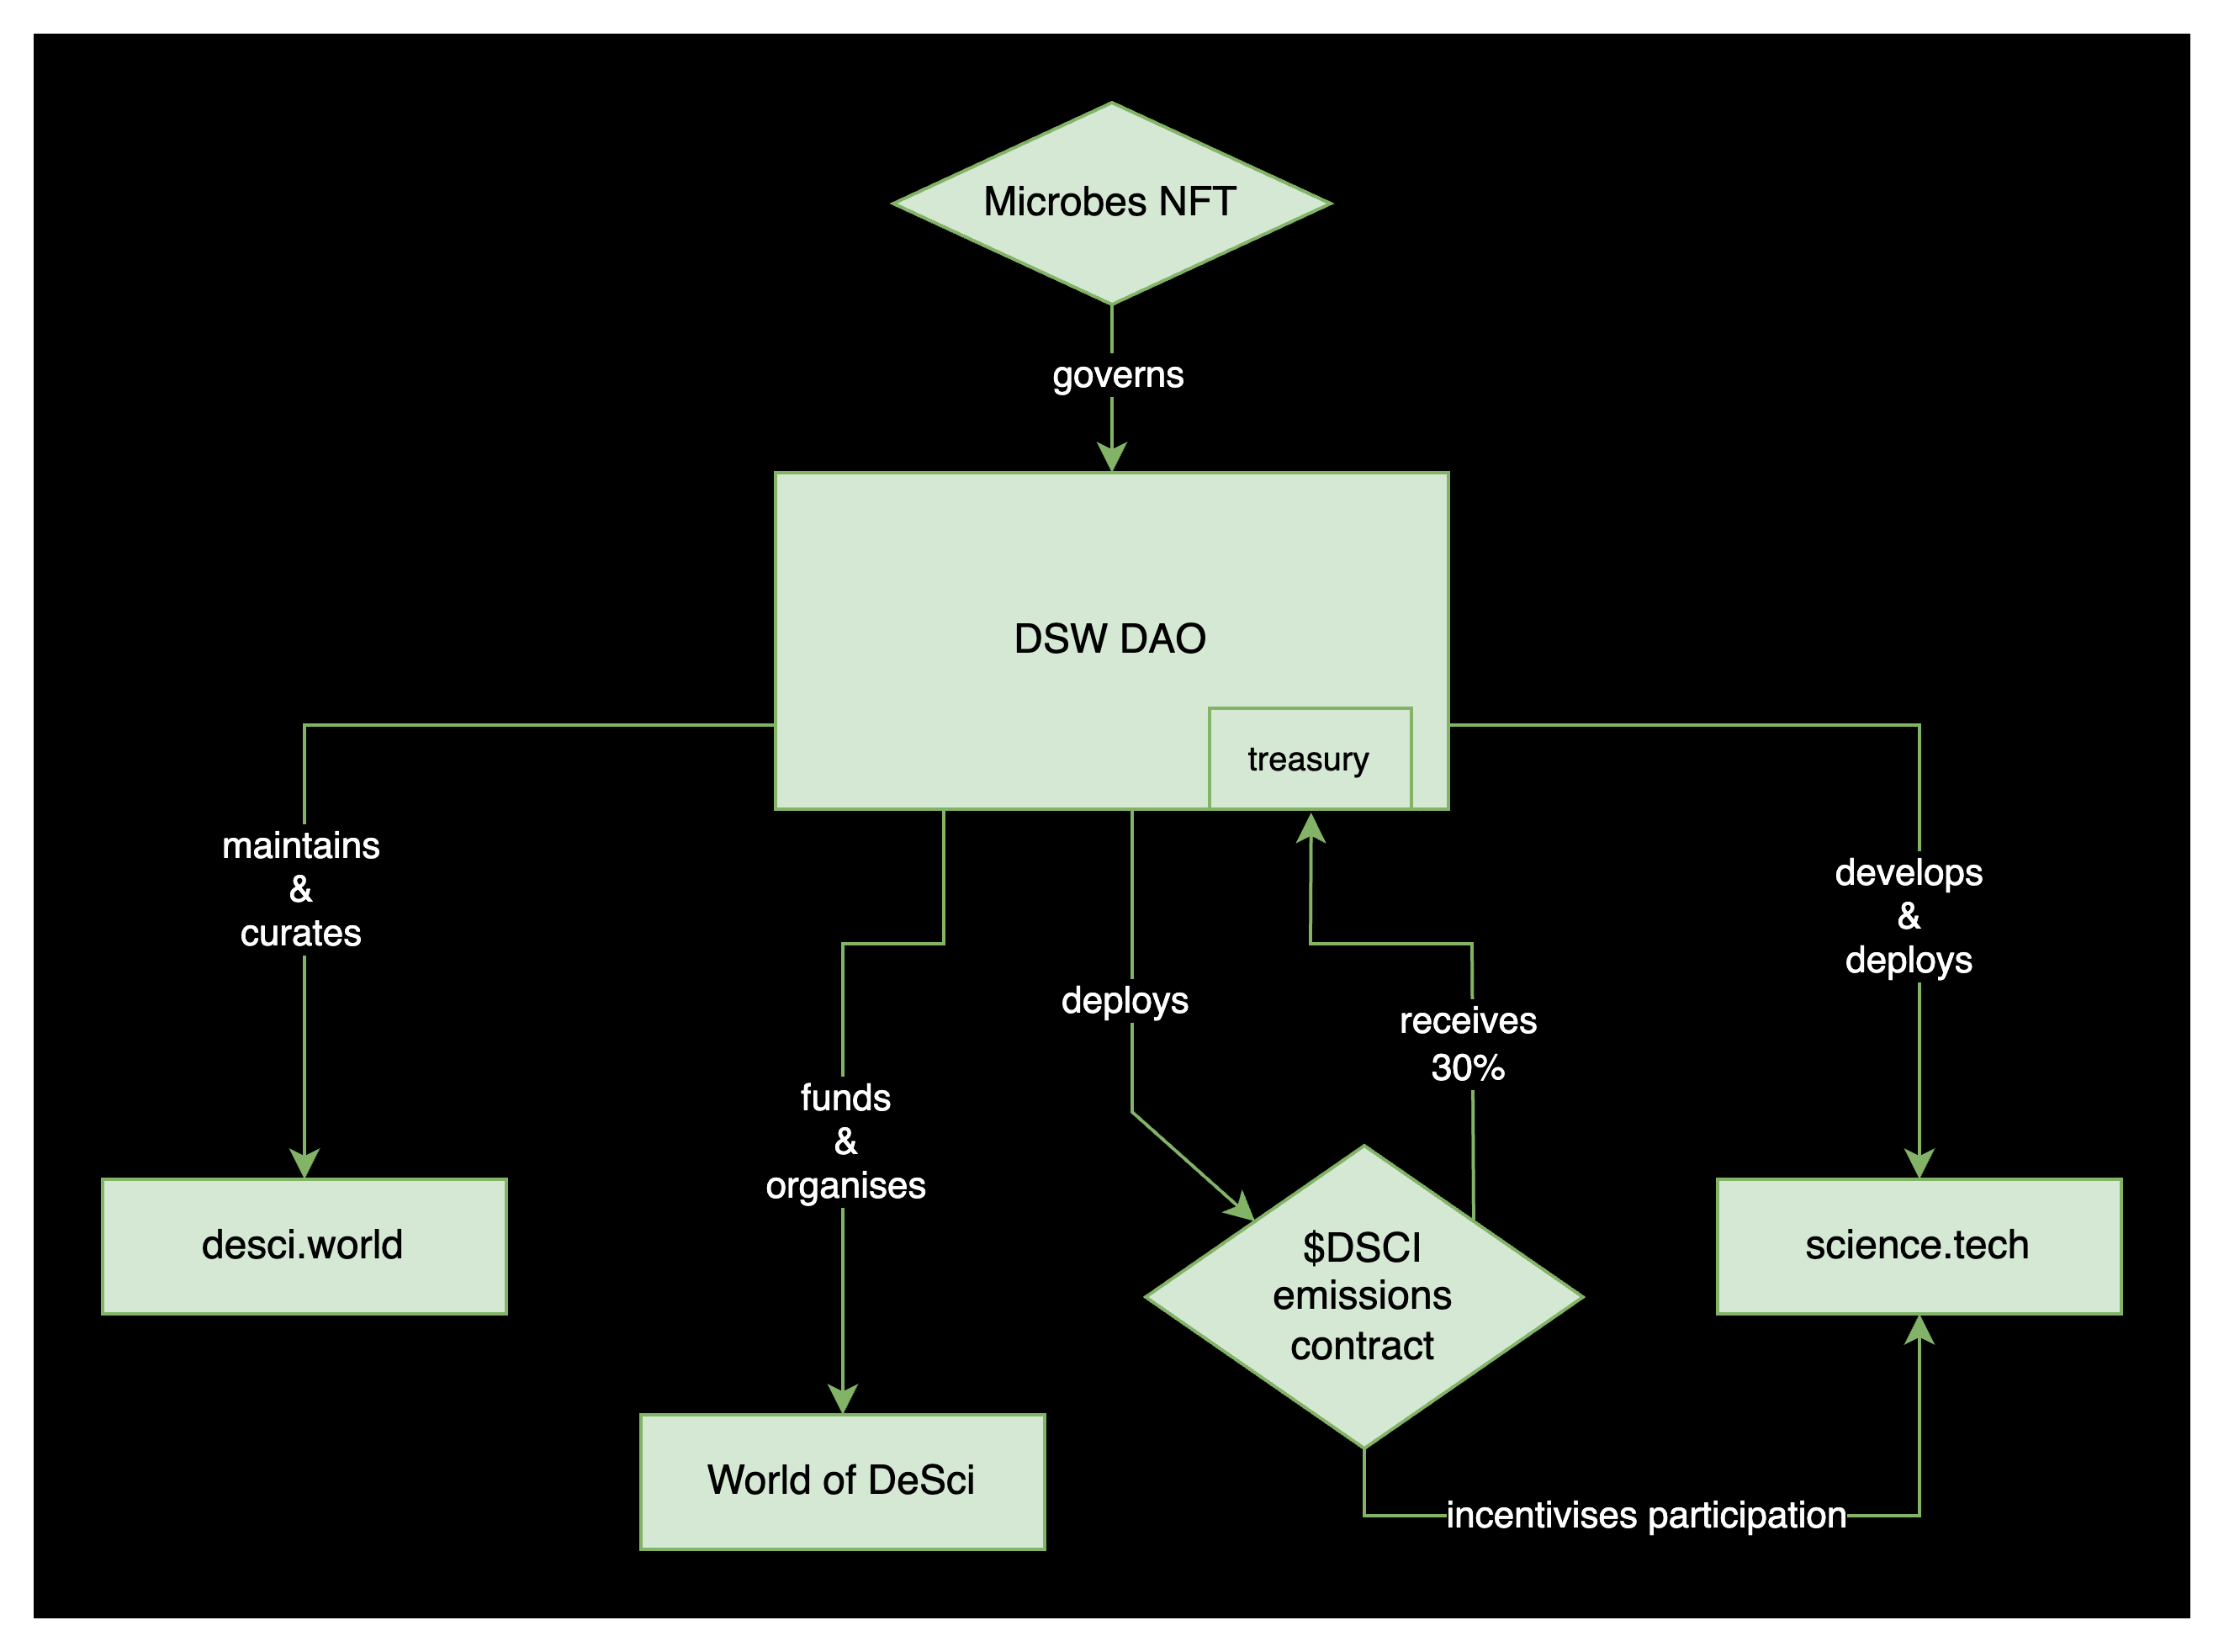 Microbes NFT
governs
DSW DAO
treasury
maintains
&
curates
develops
&
deploys
deploys
receives
30%
funds
&
organises
desci.world
$DSCI
emissions
contract
science.tech
World of DeSci
incentivises participation